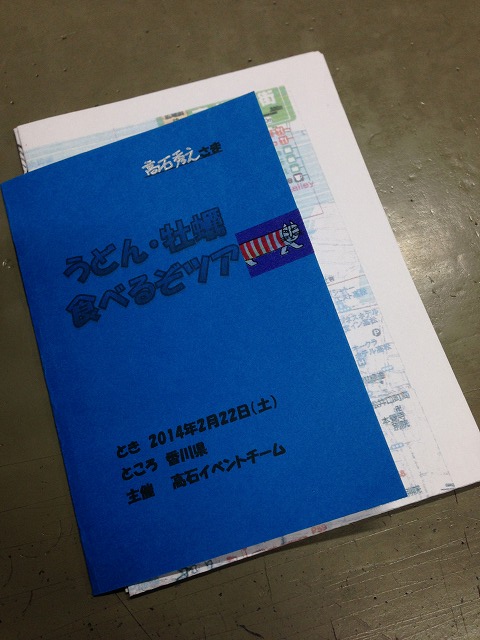 高石秀之さま
うどん・牡蠣
食べるぞツアー
とき 2014年2月22日(土)
ところ 香川県
主催 高石イベントチーム